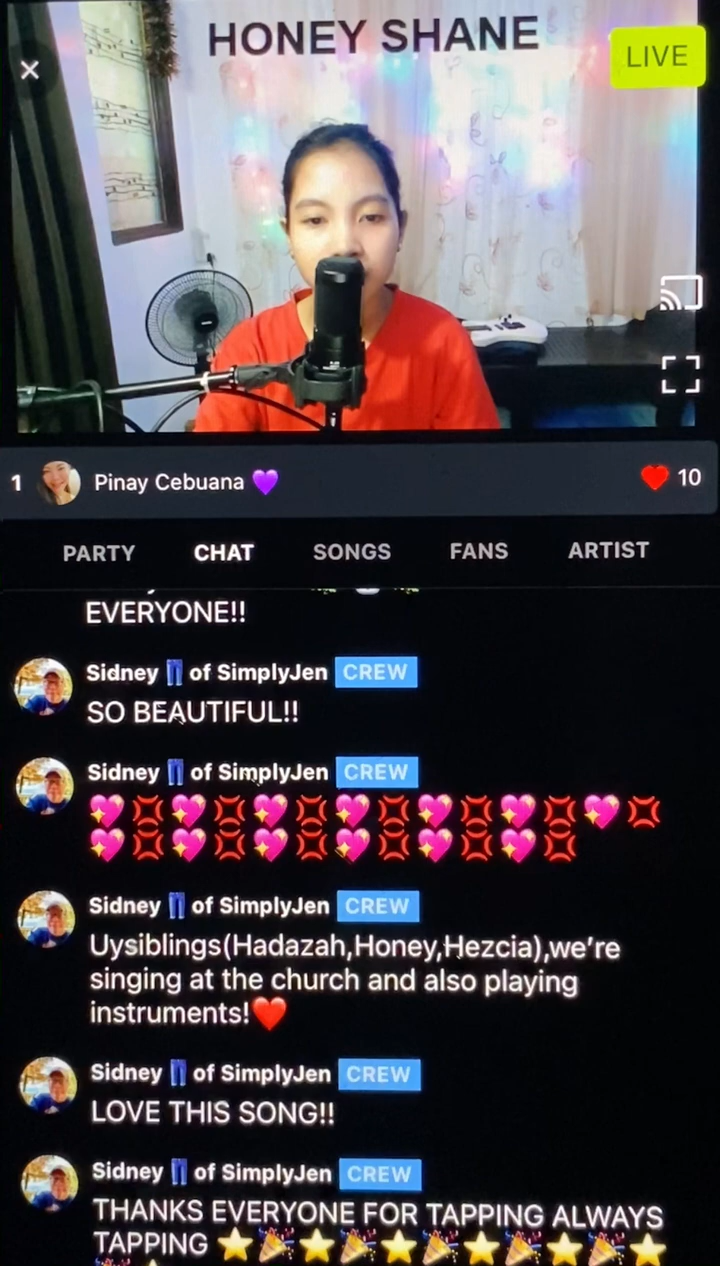 HONEY SHANE
LIVE
1 Pinay Cebuana 💜 ❤️ 10
PARTY CHAT SONGS FANS ARTIST
EVERYONE!!
Sidney 👖 of SimplyJen CREW
SO BEAUTIFUL!!
Sidney 👖 of SimplyJen CREW
💖💢💖💢💖💢💖💢💖💢💖💢💖💢
💖💢💖💢💖💢💖💢💖💢💖💢
Sidney 👖 of SimplyJen CREW
Uysiblings(Hadazah,Honey,Hezcia),we’re
singing at the church and also playing
instruments!❤️
Sidney 👖 of SimplyJen CREW
LOVE THIS SONG!!
Sidney 👖 of SimplyJen CREW
THANKS EVERYONE FOR TAPPING ALWAYS
TAPPING ⭐🎉⭐🎉⭐🎉⭐🎉⭐🎉⭐